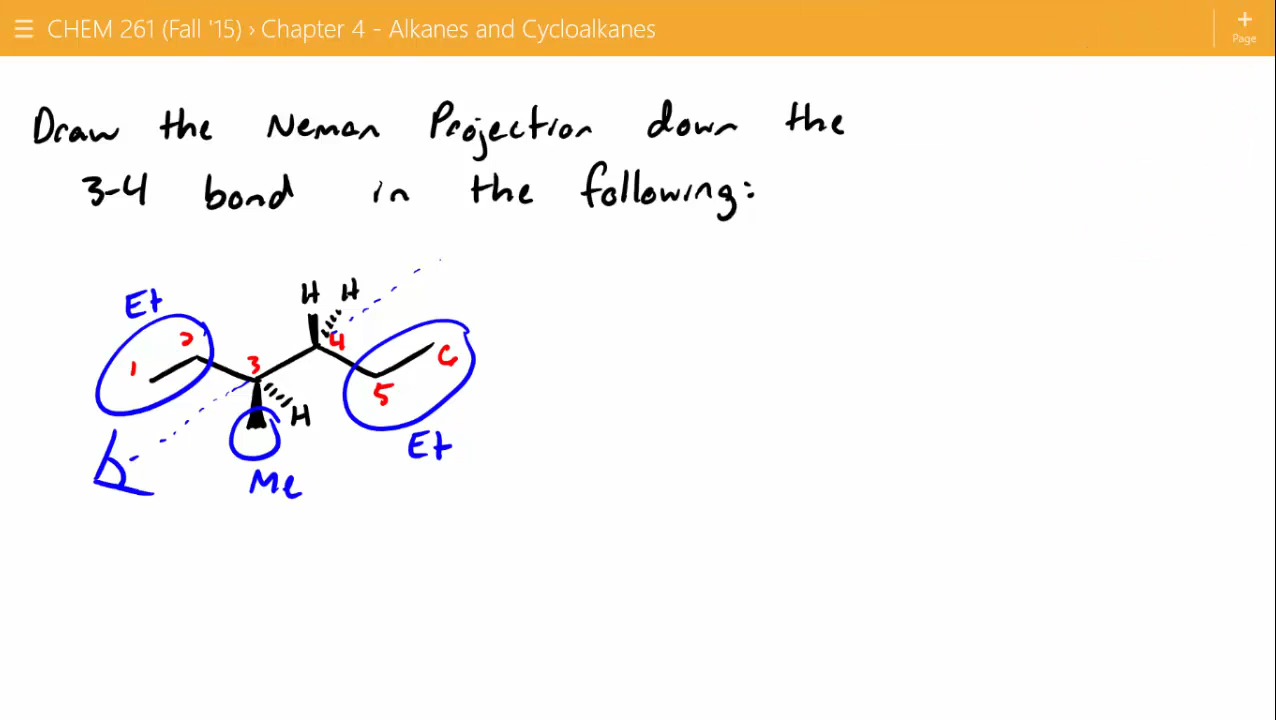 ☰ CHEM 261 (Fall '15) › Chapter 4 - Alkanes and Cycloalkanes
+
Page
Draw the Neman Projection down the
3-4 bond in the following:
H H
Et
2 4
1 3 6
5
H
Et
Me